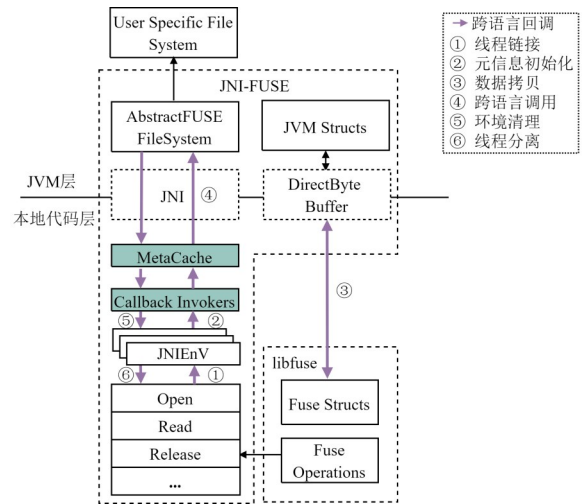 User Specific File
System
跨语言回调
① 线程链接
② 元信息初始化
③ 数据拷贝
④ 跨语言调用
⑤ 环境清理
⑥ 线程分离
JNI-FUSE
AbstractFUSE
FileSystem
JVM Structs
JVM层
本地代码层
JNI
④
DirectByte
Buffer
MetaCache
Callback Invokers
③
⑤
②
JNIEnV
⑥
①
libfuse
Open
Read
Release
...
Fuse Structs
Fuse
Operations